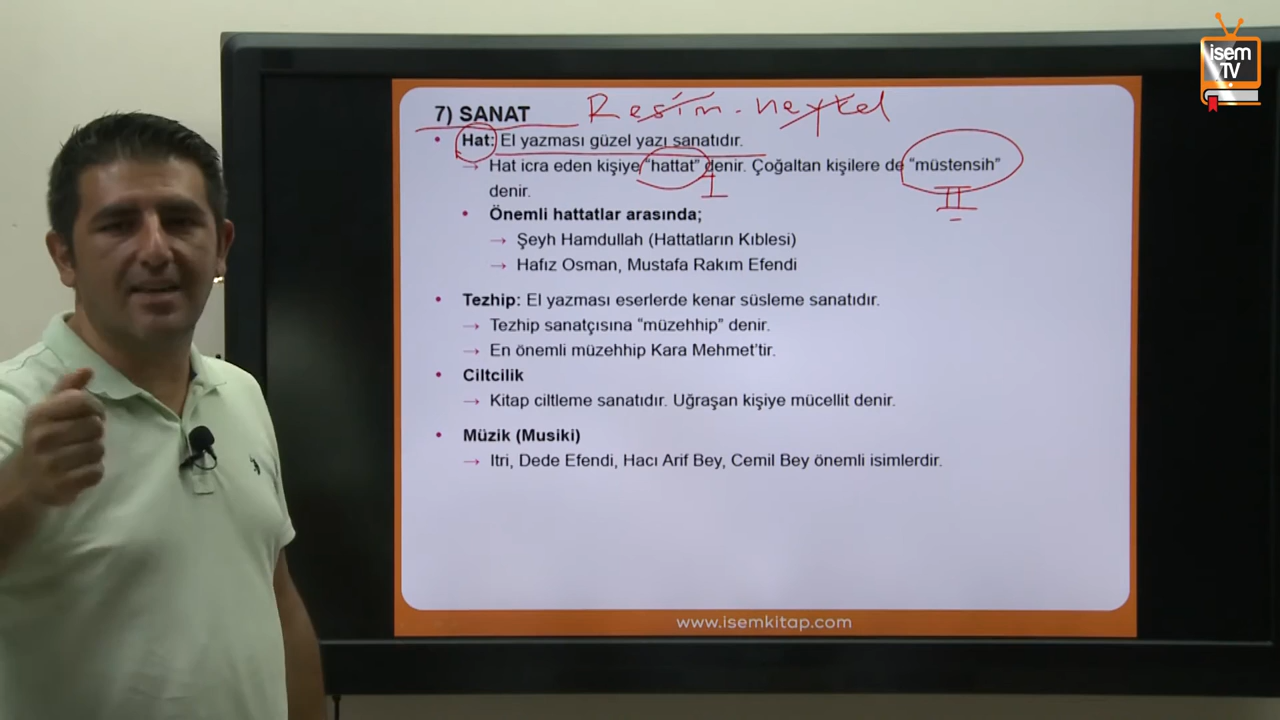 isem
TV
7) SANAT Resim - heykel
• Hat: El yazması güzel yazı sanatıdır.
→ Hat icra eden kişiye “hattat” denir. Çoğaltan kişilere de “müstensih”
denir.
I II
• Önemli hattatlar arasında;
→ Şeyh Hamdullah (Hattatların Kıblesi)
→ Hafız Osman, Mustafa Rakım Efendi
• Tezhip: El yazması eserlerde kenar süsleme sanatıdır.
→ Tezhip sanatçısına “müzehhip” denir.
→ En önemli müzehhip Kara Mehmet’tir.
• Ciltcilik
→ Kitap ciltleme sanatıdır. Uğraşan kişiye mücellit denir.
• Müzik (Musiki)
→ Itri, Dede Efendi, Hacı Arif Bey, Cemil Bey önemli isimlerdir.
www.isemkitap.com